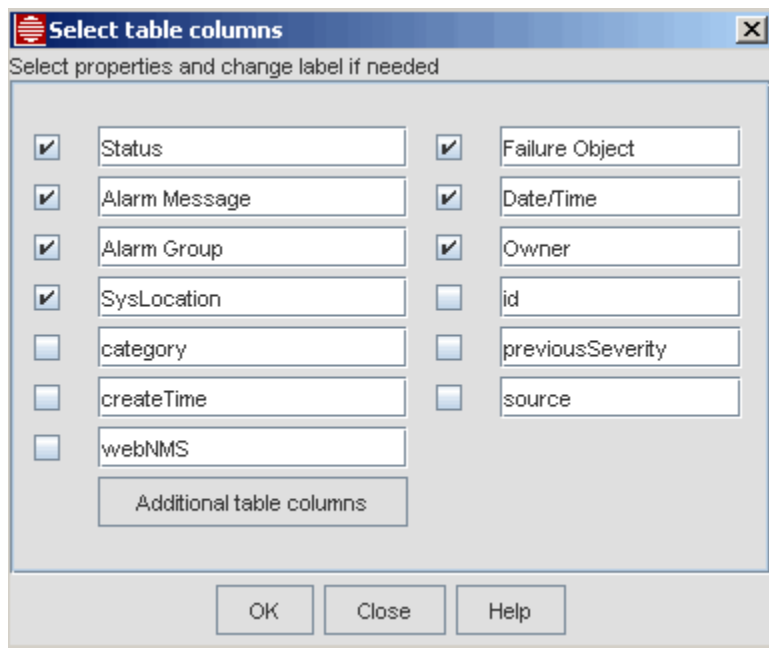 Select table columns
Select properties and change label if needed
Status Failure Object
Alarm Message Date/Time
Alarm Group Owner
SysLocation id
category previousSeverity
createTime source
webNMS
Additional table columns
OK Close Help